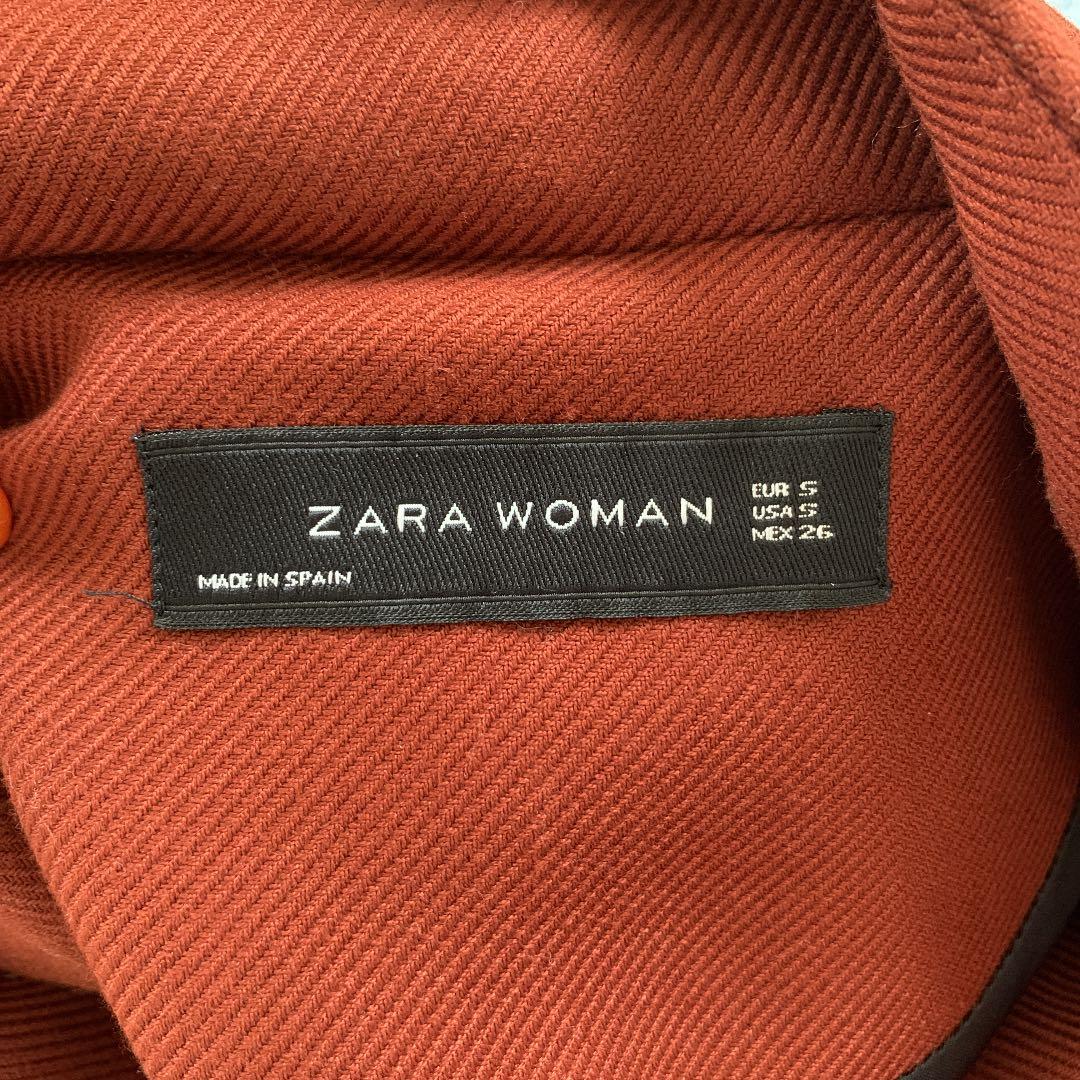 ZARA WOMAN
EUR S
USA S
MEX 26
MADE IN SPAIN